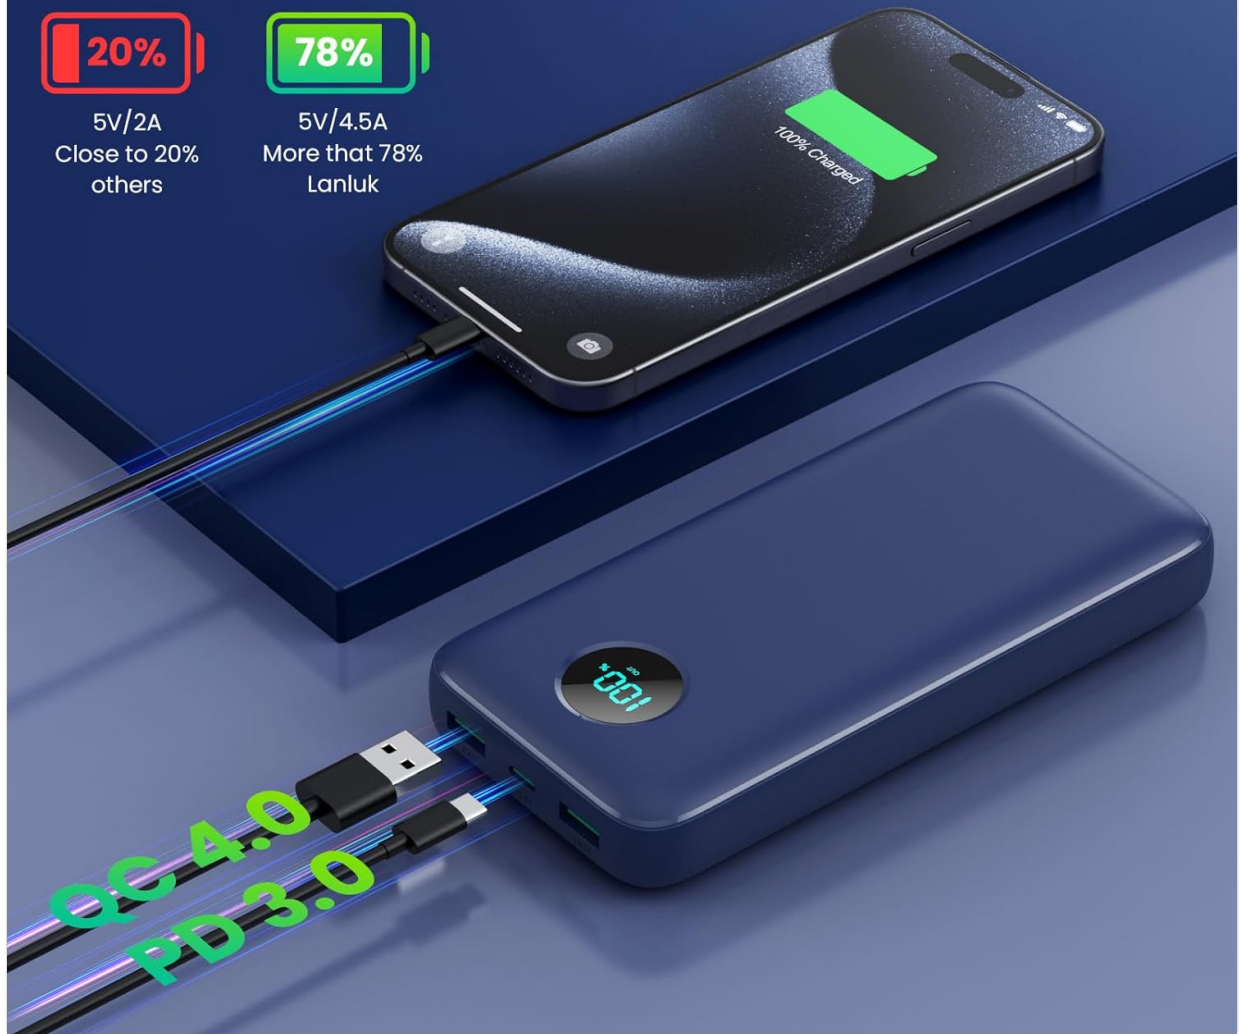 20%
78%
5V/2A
Close to 20%
others
5V/4.5A
More that 78%
Lanluk
100% Charged
100%
OUT
QC 4.0
PD 3.0